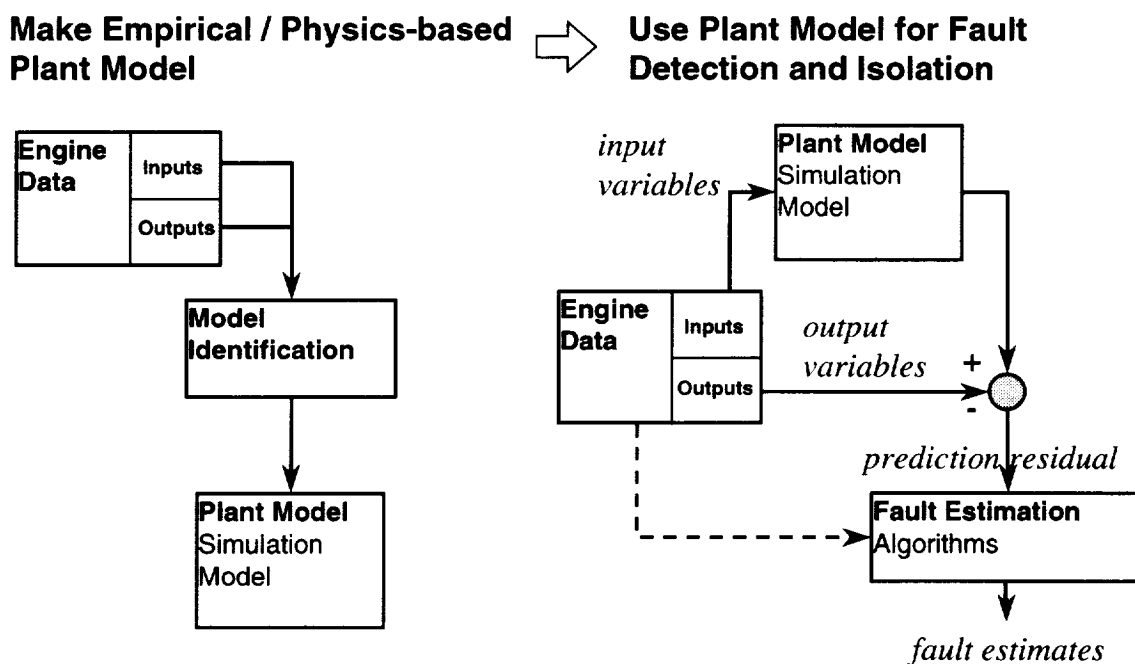 Make Empirical / Physics-based
Plant Model
Use Plant Model for Fault
Detection and Isolation
Engine
Data
Inputs
Outputs
Model
Identification
Plant Model
Simulation
Model
input
variables
Plant Model
Simulation
Model
Engine
Data
Inputs
Outputs
output
variables
+
-
prediction residual
Fault Estimation
Algorithms
fault estimates